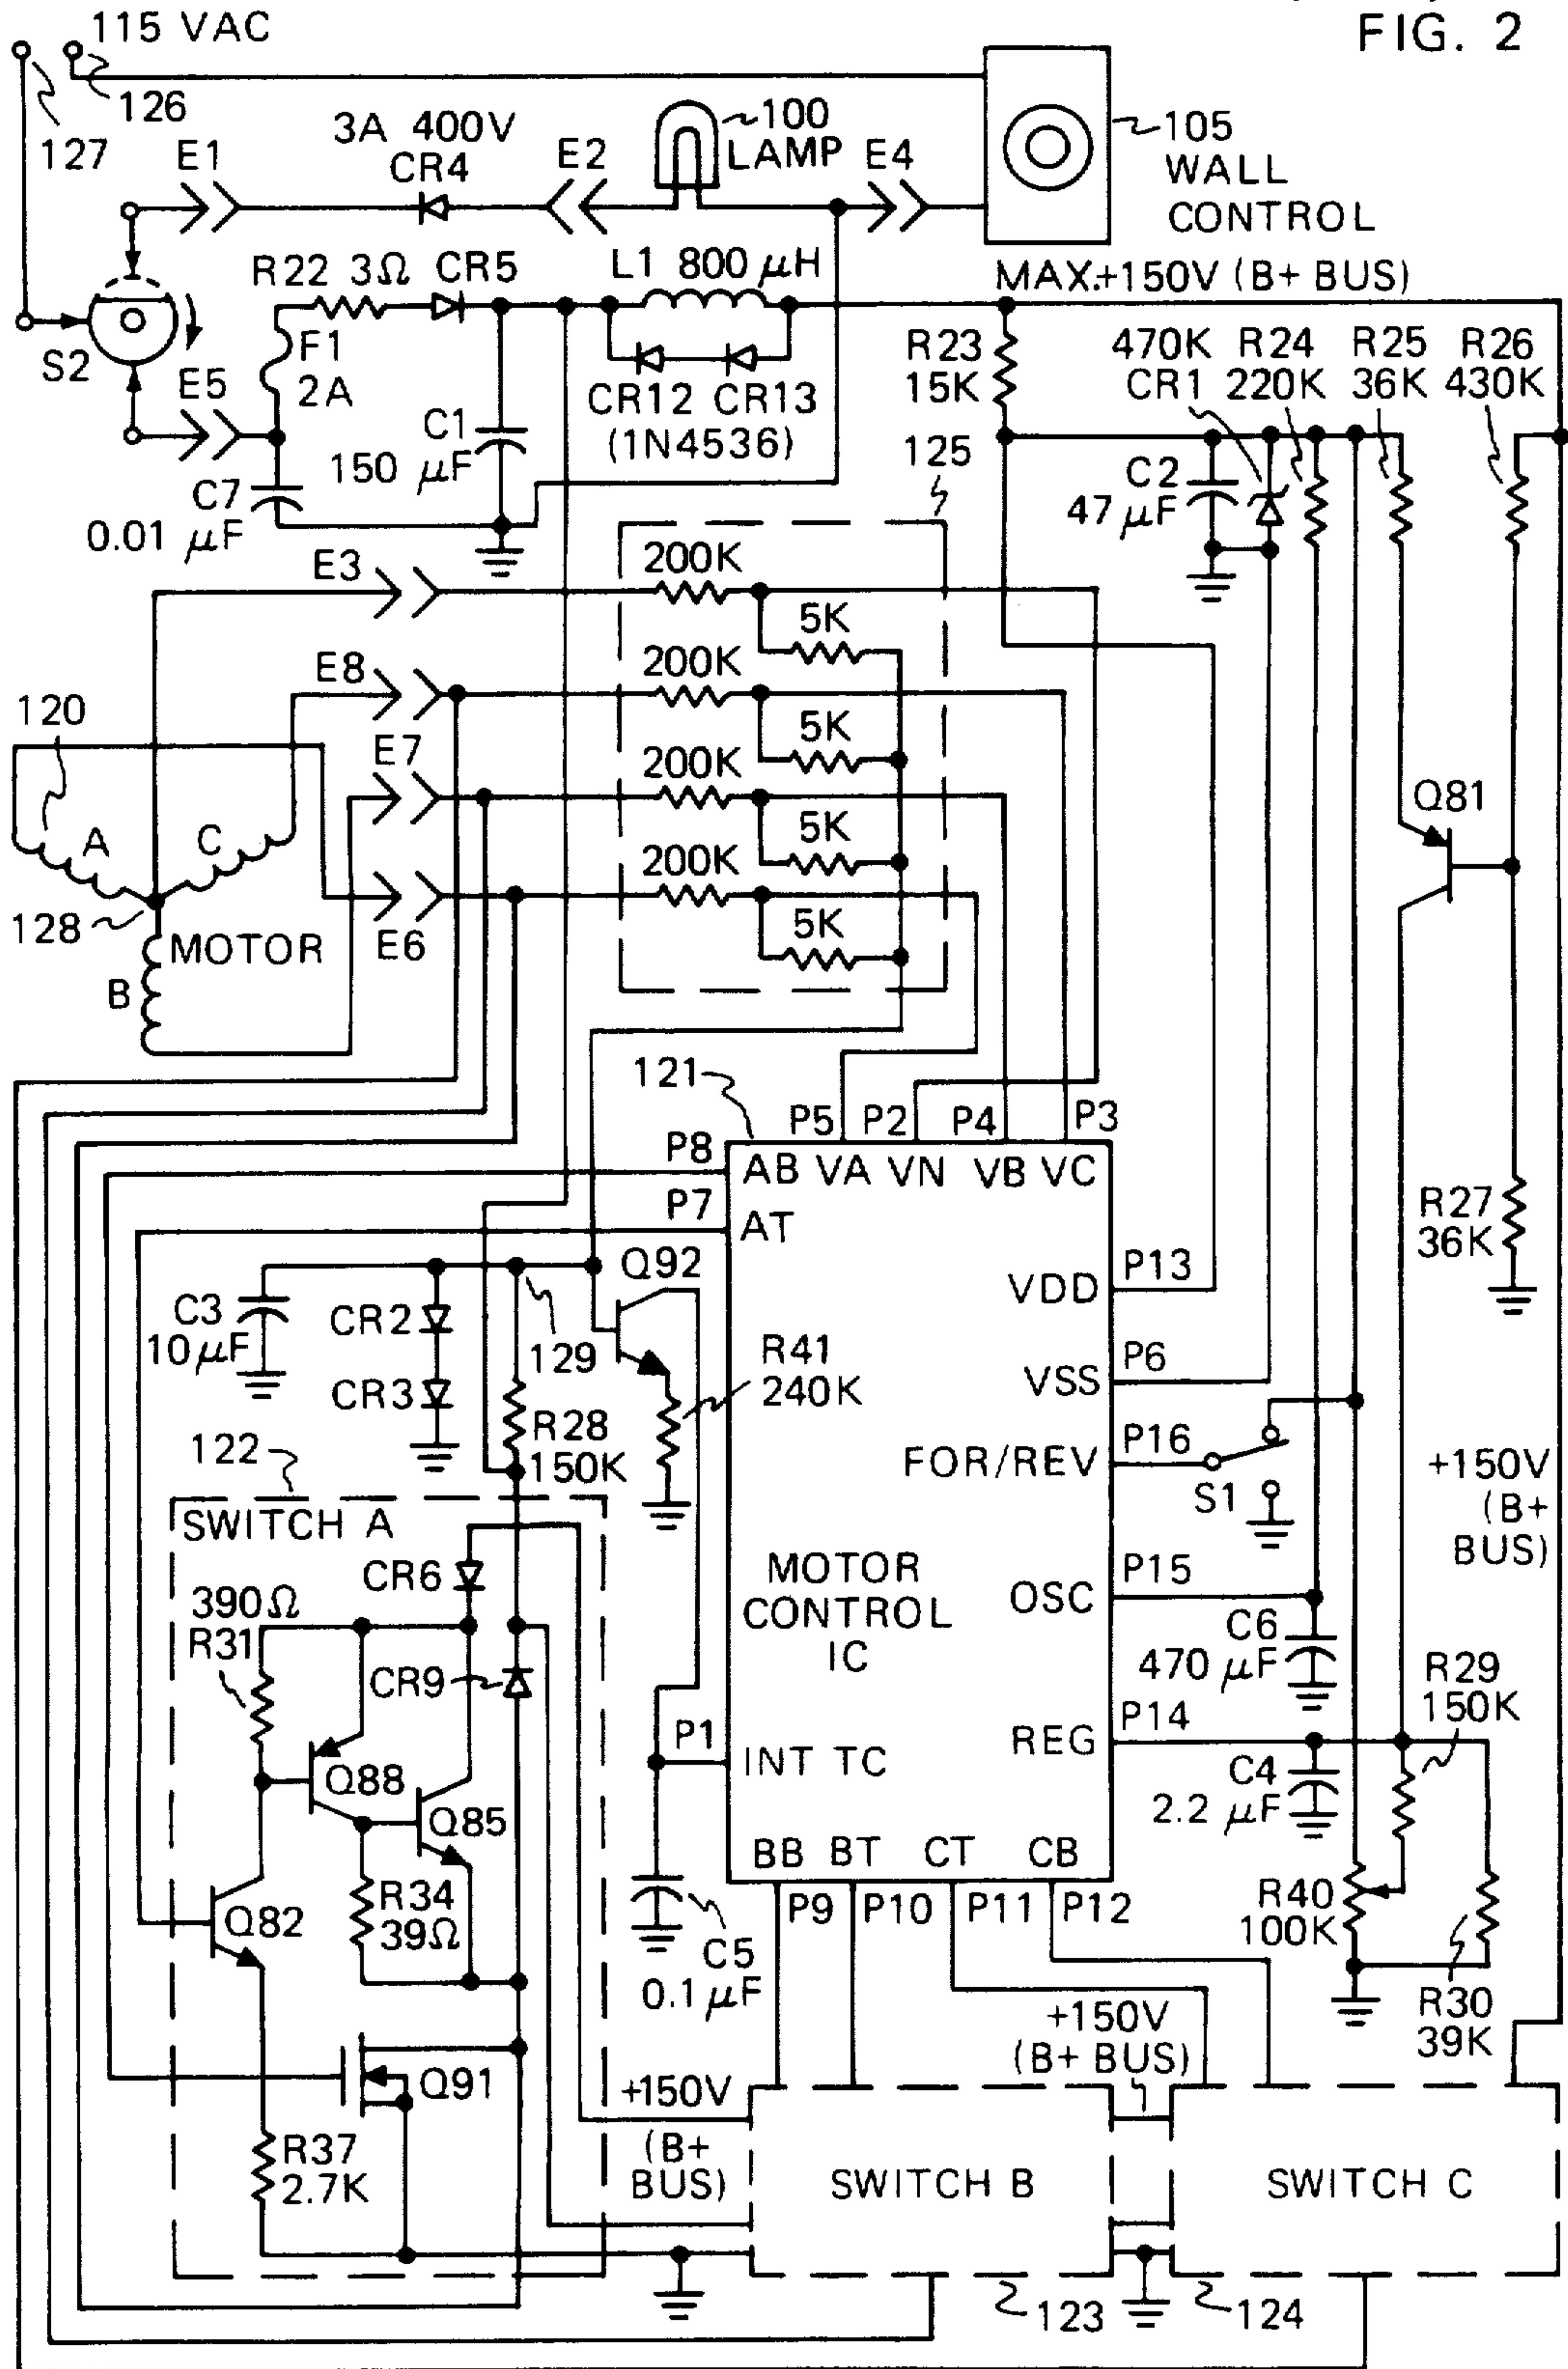 FIG. 2
115 VAC
126
127
E1
3A 400V
CR4
E2
100
LAMP
E4
105
WALL
CONTROL
R22 3Ω CR5
L1 800 μH
MAX.+150V (B+ BUS)
S2
F1
2A
E5
C7
0.01 μF
C1
150 μF
CR12 CR13
(1N4536)
125
R23
15K
470K
CR1
R24
220K
R25
36K
R26
430K
C2
47 μF
E3
200K
5K
E8
200K
5K
120
E7
200K
5K
A
C
200K
5K
128
MOTOR
E6
B
Q81
121
P5
P2
P4
P3
P8
AB VA VN VB VC
P7
AT
R27
36K
P13
VDD
Q92
C3
10 μF
CR2
129
R41
240K
P6
VSS
CR3
R28
150K
122
P16
FOR/REV
S1
+150V
(B+
BUS)
SWITCH A
CR6
MOTOR
CONTROL
IC
P15
OSC
390Ω
R31
C6
470 μF
R29
150K
CR9
P14
REG
P1
INT TC
Q88
C4
2.2 μF
Q85
BB BT CT CB
P9
P10
P11
P12
R34
39Ω
Q82
R40
100K
C5
0.1 μF
R30
39K
+150V
(B+ BUS)
Q91
+150V
(B+
BUS)
R37
2.7K
SWITCH B
SWITCH C
123
124